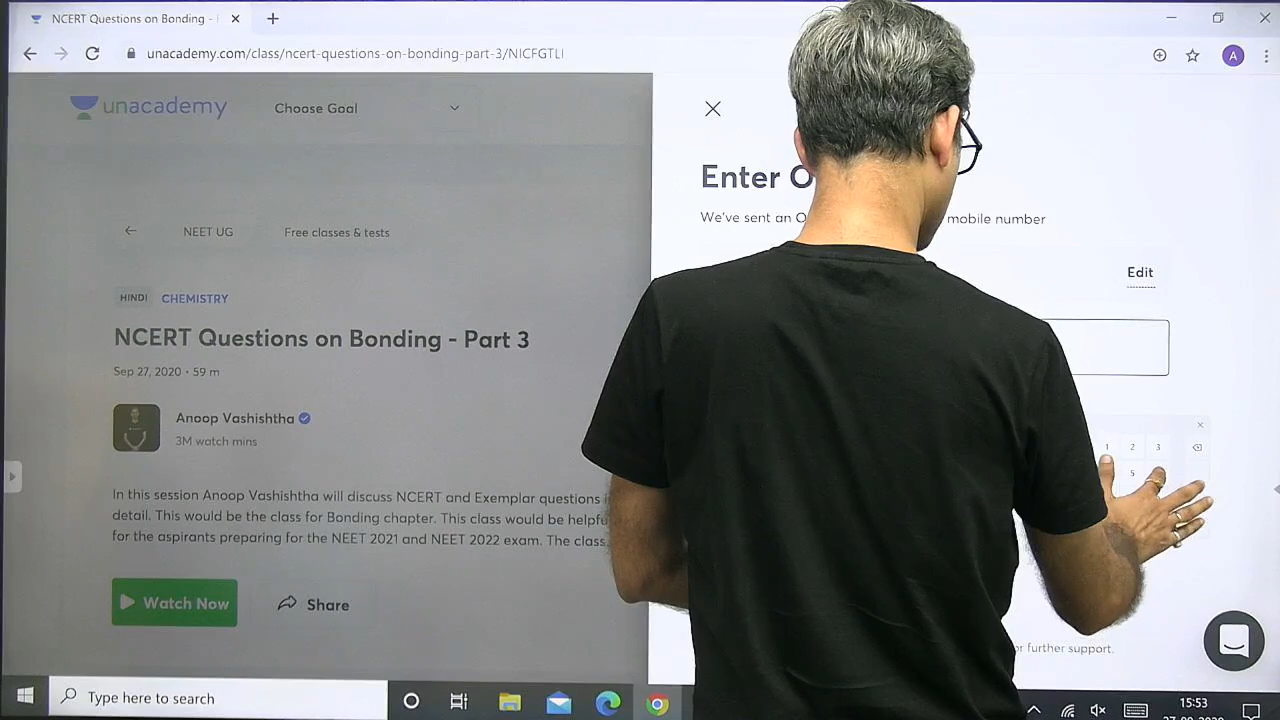 NCERT Questions on Bonding -
unacademy.com/class/ncert-questions-on-bonding-part-3/NICFGTLI
A
unacademy
Choose Goal
NEET UG
Free classes & tests
HINDI
CHEMISTRY
NCERT Questions on Bonding - Part 3
Sep 27, 2020 • 59 m
Anoop Vashishtha
3M watch mins
In this session Anoop Vashishtha will discuss NCERT and Exemplar questions
detail. This would be the class for Bonding chapter. This class would be
for the aspirants preparing for the NEET 2021 and NEET 2022 exam. The class
Watch Now
Share
Enter
We've sent an mobile number
Edit
1 2 3
5
further support.
Type here to search
15:53